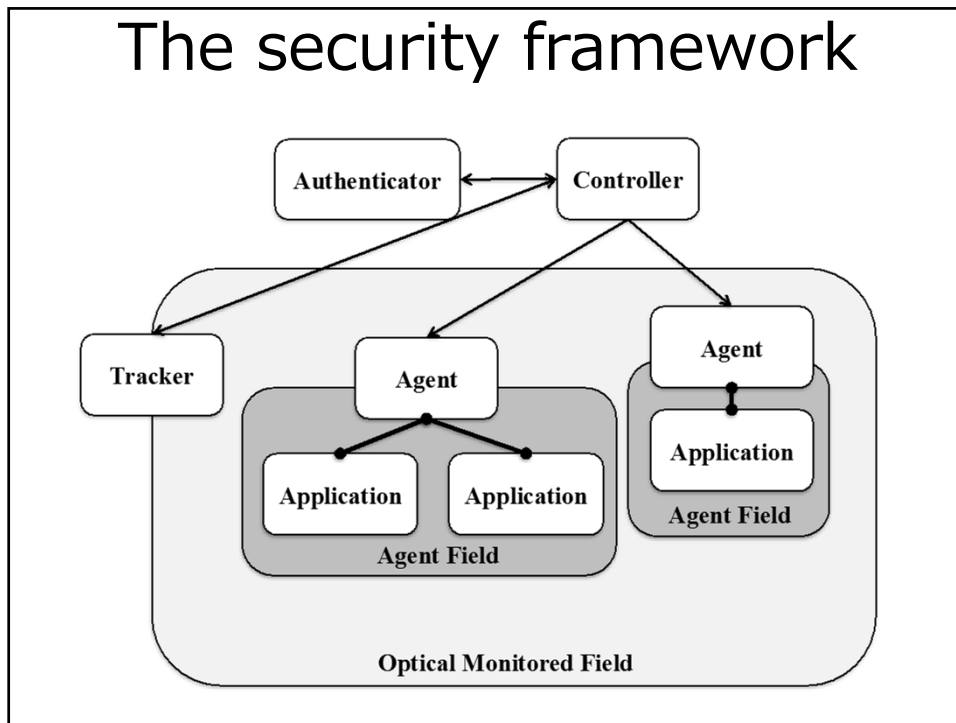 The security framework
Authenticator
Controller
Tracker
Agent
Agent
Application
Application
Application
Agent Field
Agent Field
Optical Monitored Field